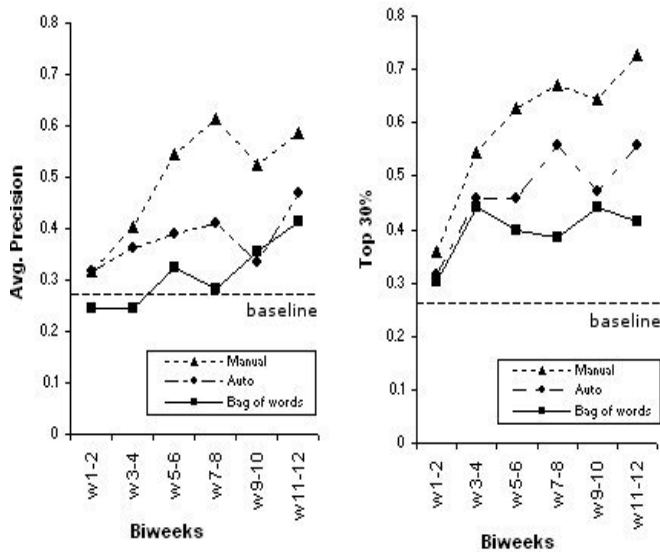 Avg. Precision
0.8
0.7
0.6
0.5
0.4
0.3
0.2
0.1
0
baseline
Manual
Auto
Bag of words
w1-2
w3-4
w5-6
w7-8
w9-10
w11-12
Biweeks
Top 30%
0.8
0.7
0.6
0.5
0.4
0.3
0.2
0.1
0
baseline
Manual
Auto
Bag of words
w1-2
w3-4
w5-6
w7-8
w9-10
w11-12
Biweeks